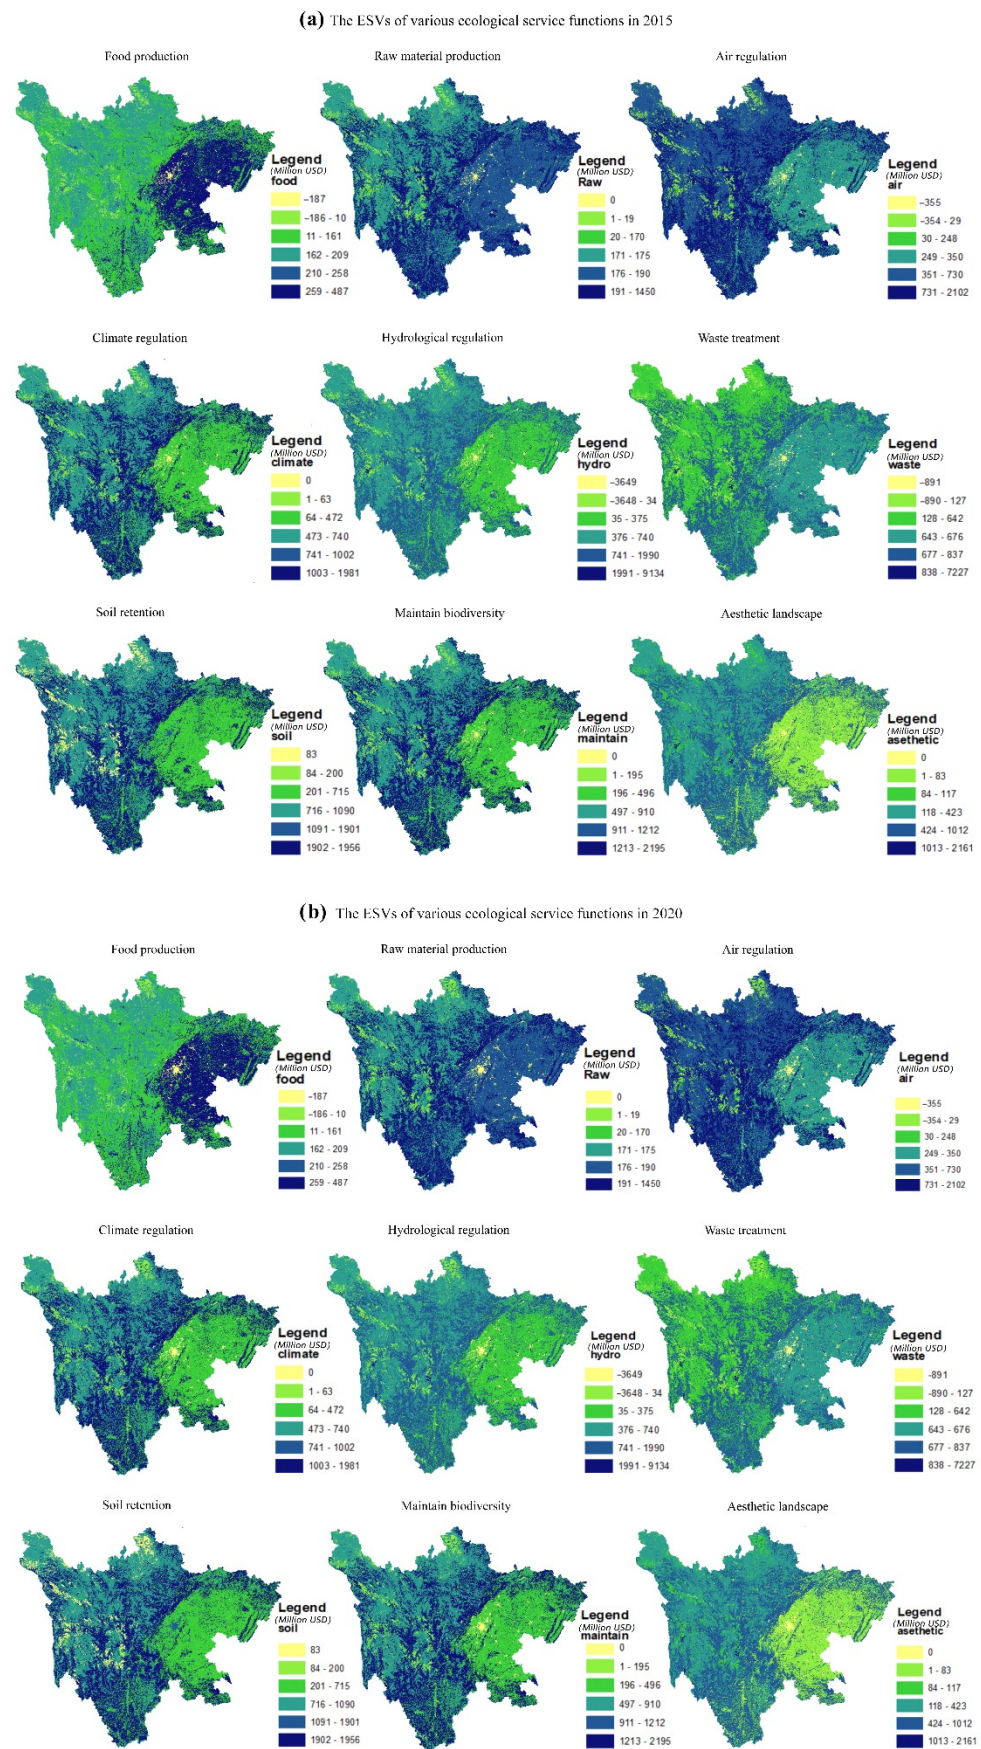 (a) The ESVs of various ecological service functions in 2015
Food production
Raw material production
Air regulation
Legend
(Million USD)
food
–187
–186 - 10
11 - 161
162 - 209
210 - 258
259 - 487
Legend
(Million USD)
Raw
0
1 - 19
20 - 170
171 - 175
176 - 190
191 - 1450
Legend
(Million USD)
air
–355
–354 - 29
30 - 248
249 - 350
351 - 730
731 - 2102
Climate regulation
Hydrological regulation
Waste treatment
Legend
(Million USD)
climate
0
1 - 63
64 - 472
473 - 740
741 - 1002
1003 - 1981
Legend
(Million USD)
hydro
–3649
–3648 - 34
35 - 375
376 - 740
741 - 1990
1991 - 9134
Legend
(Million USD)
waste
–891
–890 - 127
128 - 642
643 - 676
677 - 837
838 - 7227
Soil retention
Maintain biodiversity
Aesthetic landscape
Legend
(Million USD)
soil
83
84 - 200
201 - 715
716 - 1090
1091 - 1901
1902 - 1956
Legend
(Million USD)
maintain
0
1 - 195
196 - 496
497 - 910
911 - 1212
1213 - 2195
Legend
(Million USD)
asethetic
0
1 - 83
84 - 117
118 - 423
424 - 1012
1013 - 2161
(b) The ESVs of various ecological service functions in 2020
Food production
Raw material production
Air regulation
Legend
(Million USD)
food
–187
–186 - 10
11 - 161
162 - 209
210 - 258
259 - 487
Legend
(Million USD)
Raw
0
1 - 19
20 - 170
171 - 175
176 - 190
191 - 1450
Legend
(Million USD)
air
–355
–354 - 29
30 - 248
249 - 350
351 - 730
731 - 2102
Climate regulation
Hydrological regulation
Waste treatment
Legend
(Million USD)
climate
0
1 - 63
64 - 472
473 - 740
741 - 1002
1003 - 1981
Legend
(Million USD)
hydro
–3649
–3648 - 34
35 - 375
376 - 740
741 - 1990
1991 - 9134
Legend
(Million USD)
waste
-891
-890 - 127
128 - 642
643 - 676
677 - 837
838 - 7227
Soil retention
Maintain biodiversity
Aesthetic landscape
Legend
(Million USD)
soil
83
84 - 200
201 - 715
716 - 1090
1091 - 1901
1902 - 1956
Legend
(Million USD)
maintain
0
1 - 195
196 - 496
497 - 910
911 - 1212
1213 - 2195
Legend
(Million USD)
asethetic
0
1 - 83
84 - 117
118 - 423
424 - 1012
1013 - 2161